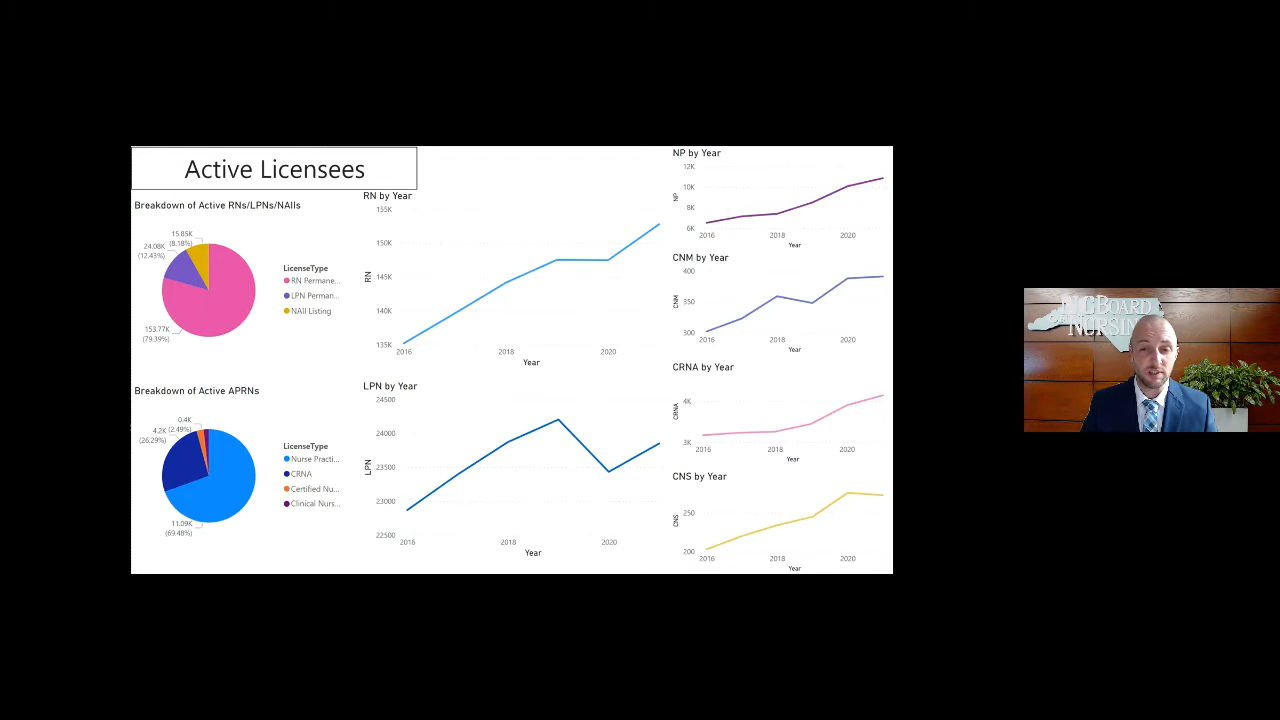 Active Licensees
Breakdown of Active RNs/LPNs/NAIIs
15.85K
(8.18%)
24.08K
(12.43%)
153.77K
(79.39%)
LicenseType
RN Permane...
LPN Perman...
NAII Listing
Breakdown of Active APRNs
0.4K
(2.49%)
4.2K
(26.29%)
11.09K
(69.48%)
LicenseType
Nurse Practi...
CRNA
Certified Nu...
Clinical Nurs...
RN by Year
155K
150K
145K
140K
135K
RN
2016
2018
2020
Year
LPN by Year
24500
24000
23500
23000
22500
LPN
2016
2018
2020
Year
NP by Year
12K
10K
8K
6K
NP
2016
2018
2020
Year
CNM by Year
400
350
300
CNM
2016
2018
2020
Year
CRNA by Year
4K
3K
CRNA
2016
2018
2020
Year
CNS by Year
250
200
CNS
2016
2018
2020
Year
NC BOARD
NURSIN